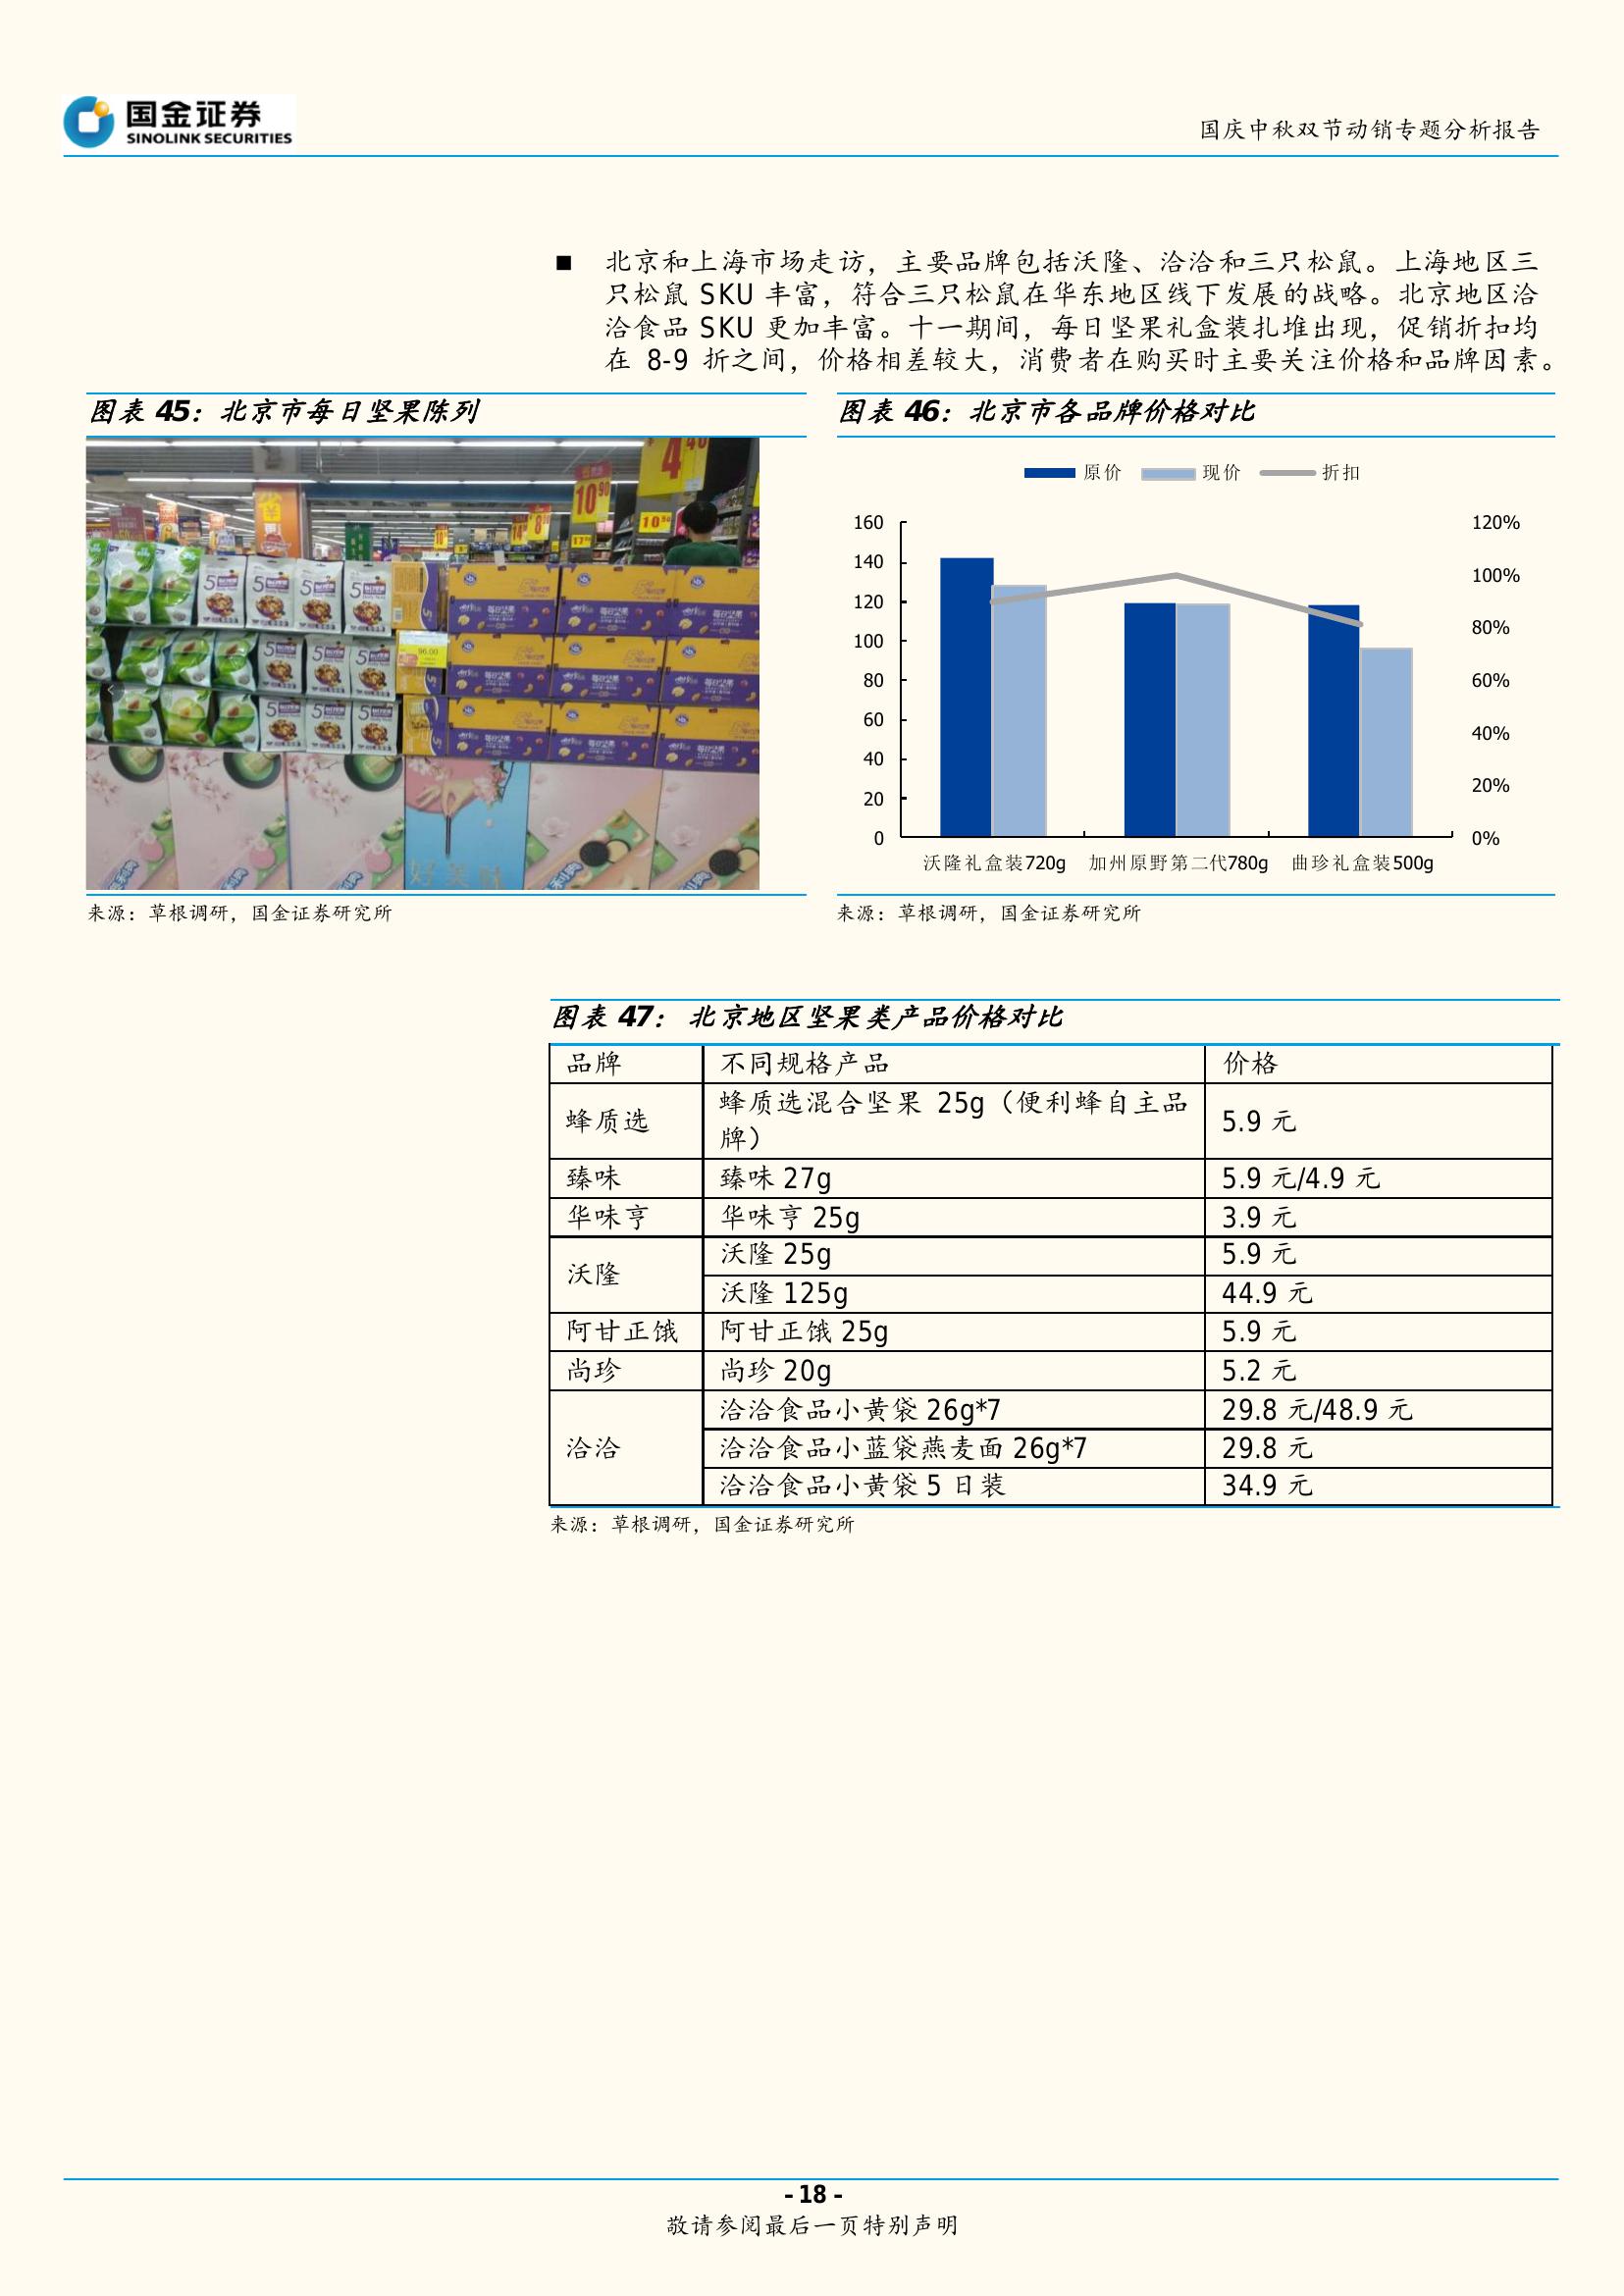 国金证券
SINOLINK SECURITIES
国庆中秋双节动销专题分析报告
■ 北京和上海市场走访，主要品牌包括沃隆、洽洽和三只松鼠。上海地区三
只松鼠 SKU 丰富，符合三只松鼠在华东地区线下发展的战略。北京地区洽
洽食品 SKU 更加丰富。十一期间，每日坚果礼盒装扎堆出现，促销折扣均
在 8-9 折之间，价格相差较大，消费者在购买时主要关注价格和品牌因素。
图表 45：北京市每日坚果陈列
每日坚果
96.00
好美味
来源：草根调研，国金证券研究所
图表 46：北京市各品牌价格对比
原价 现价 折扣
160 120%
140 100%
120 80%
100 60%
80 40%
60 20%
40 0%
20
0
沃隆礼盒装720g 加州原野第二代780g 曲珍礼盒装500g
来源：草根调研，国金证券研究所
图表 47： 北京地区坚果类产品价格对比
品牌 不同规格产品 价格
蜂质选 蜂质选混合坚果 25g（便利蜂自主品
牌） 5.9 元
臻味 臻味 27g 5.9 元/4.9 元
华味亨 华味亨 25g 3.9 元
沃隆 沃隆 25g 5.9 元
沃隆 125g 44.9 元
阿甘正饿 阿甘正饿 25g 5.9 元
尚珍 尚珍 20g 5.2 元
洽洽 洽洽食品小黄袋 26g*7 29.8 元/48.9 元
洽洽食品小蓝袋燕麦面 26g*7 29.8 元
洽洽食品小黄袋 5 日装 34.9 元
来源：草根调研，国金证券研究所
- 18 -
敬请参阅最后一页特别声明